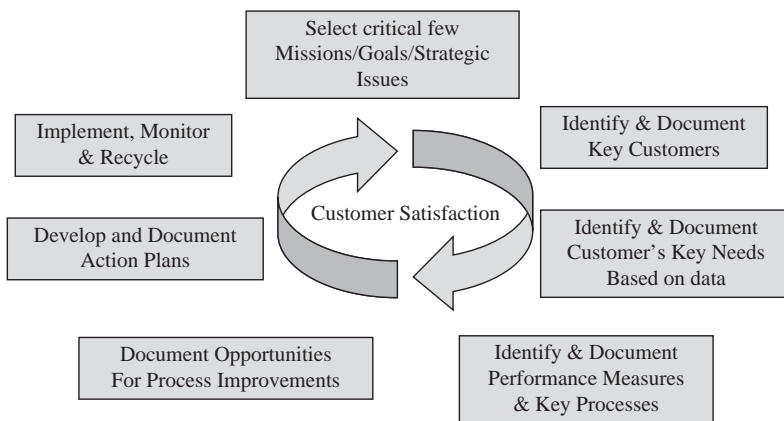 Select critical few
Missions/Goals/Strategic
Issues
Identify & Document
Key Customers
Identify & Document
Customer’s Key Needs
Based on data
Identify & Document
Performance Measures
& Key Processes
Document Opportunities
For Process Improvements
Develop and Document
Action Plans
Implement, Monitor
& Recycle
Customer Satisfaction